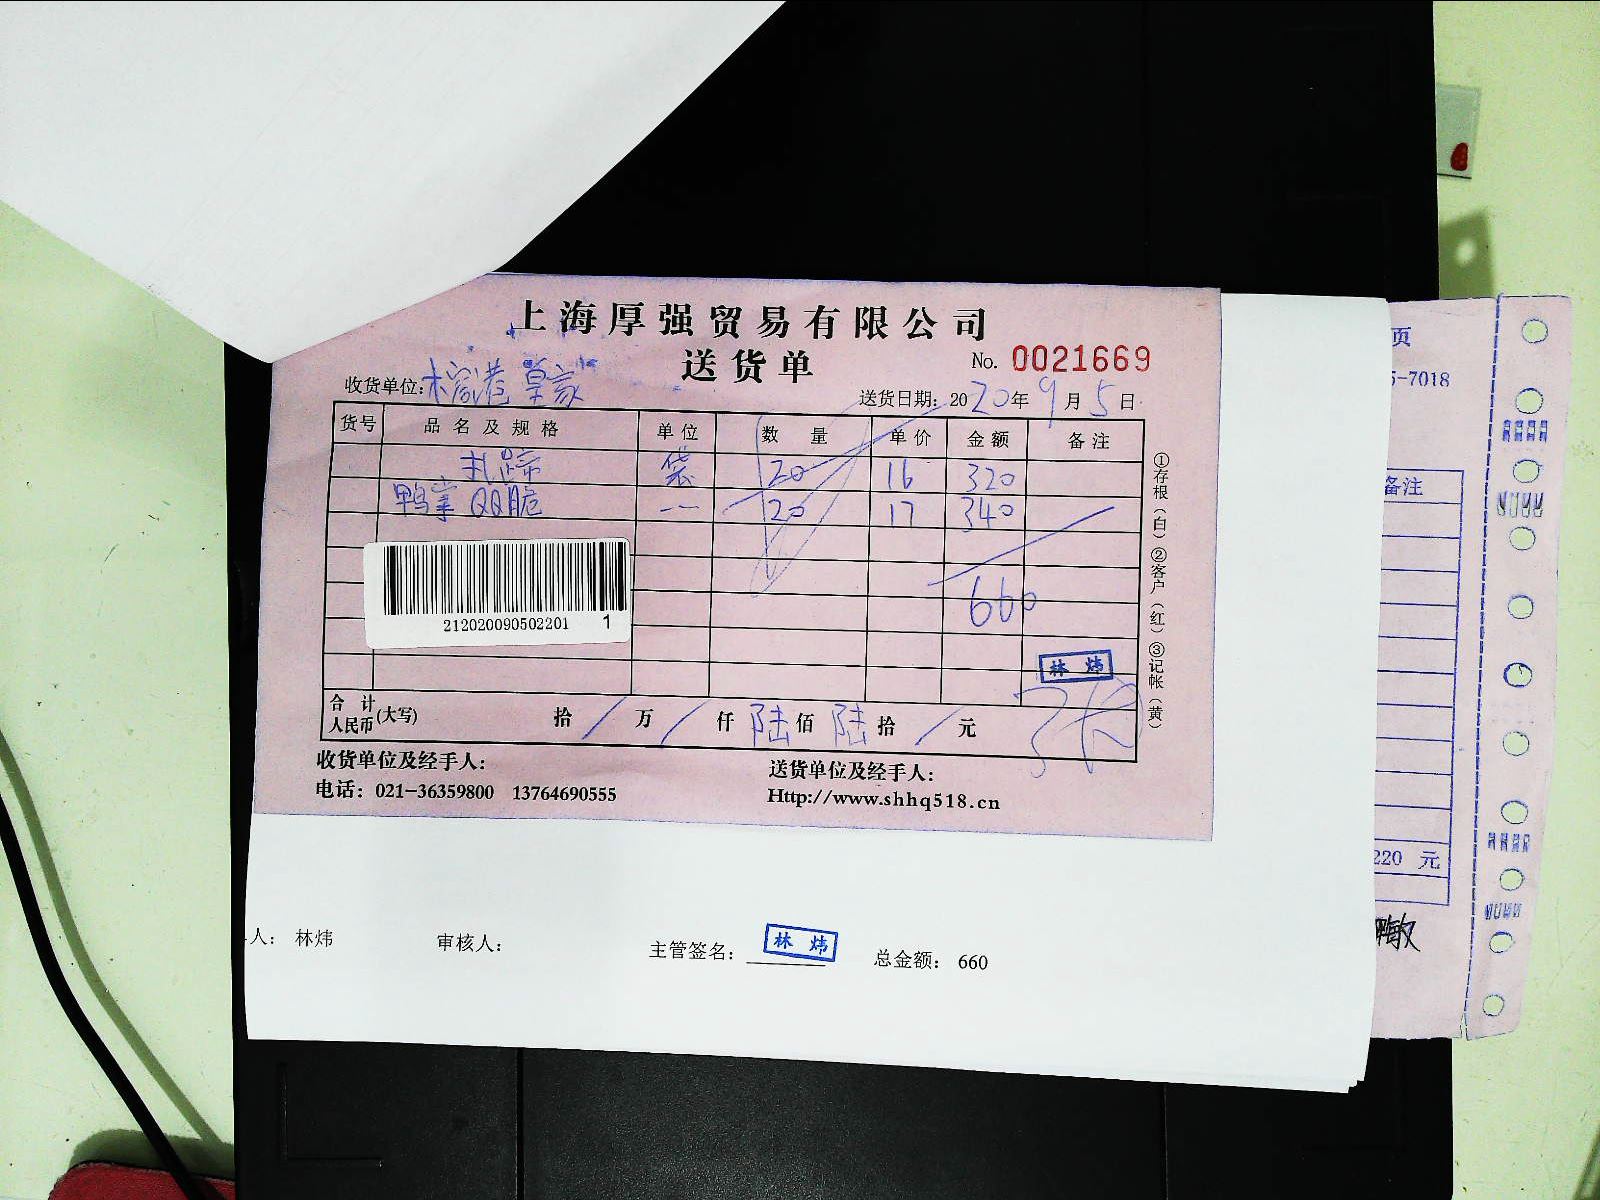 上海厚强贸易有限公司
送货单
No. 0021669
收货单位:
送货日期: 2020年9月5日
货号 品名及规格 单位 数量 单价 金额 备注
扎蹄 袋 20 16 320
鸭掌 QQ脆 一 20 17 340
660
212020090502201 1
林炜
合计人民币(大写) 拾/万/仟陆佰陆拾/元
①存根(白)②客户(红)③记帐(黄)
收货单位及经手人:
送货单位及经手人:
电话: 021-36359800 13764690555
Http://www.shhq518.cn
人: 林炜 审核人: 主管签名: 林炜 总金额: 660
页
5-7018
备注
220 元